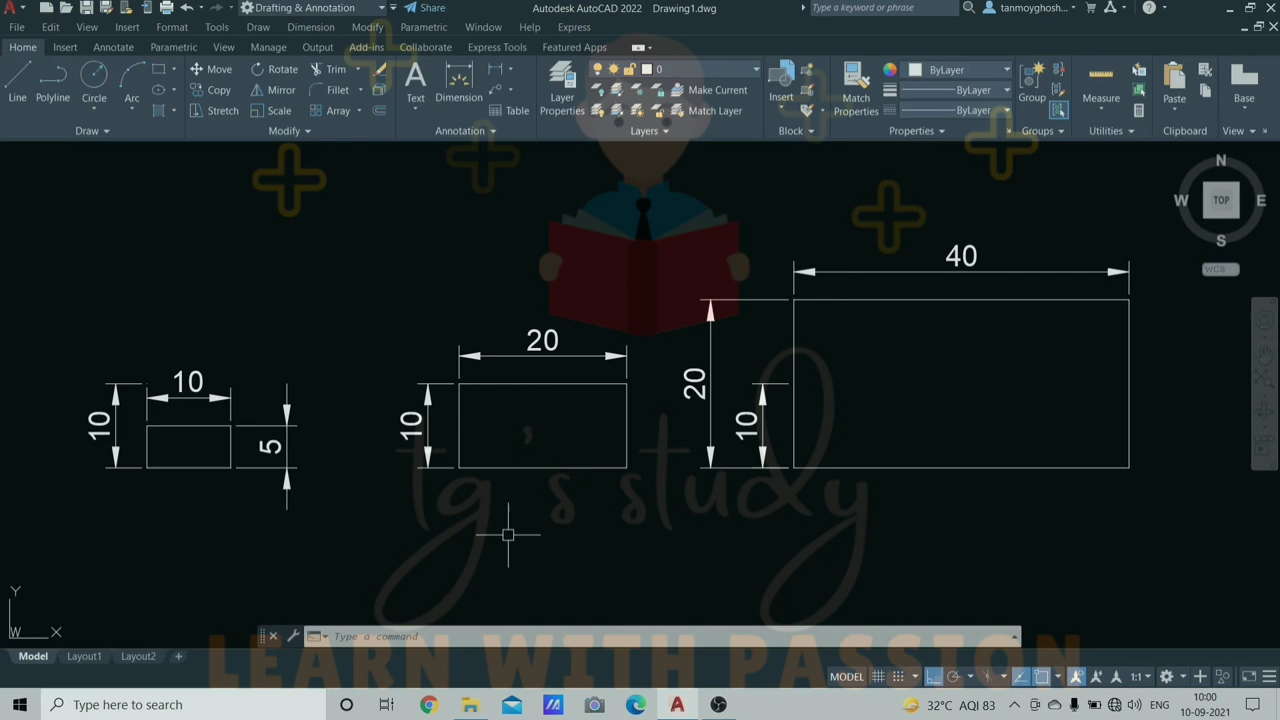 Drafting & Annotation
Share
Autodesk AutoCAD 2022 Drawing1.dwg
Type a keyword or phrase
tanmoyghosh...
File Edit View Insert Format Tools Draw Dimension Modify Parametric Window Help Express
Home Insert Annotate Parametric View Manage Output Add-ins Collaborate Express Tools Featured Apps
Line Polyline Circle Arc
Move Rotate Trim
Copy Mirror Fillet
Stretch Scale Array
Text Dimension Table
Layer Properties
0
Make Current
Match Layer
Insert
Match Properties
ByLayer
ByLayer
ByLayer
Group
Measure
Paste
Base
Draw Modify Annotation Layers Block Properties Groups Utilities Clipboard View
N
W TOP E
S
WCS
40
20
20
10
10
10
10
10
5
tg's study
Y
W X
Type a command
LEARN WITH PASSION
Model Layout1 Layout2 +
MODEL
1:1
Type here to search
32°C AQI 83
ENG
10:00
10-09-2021